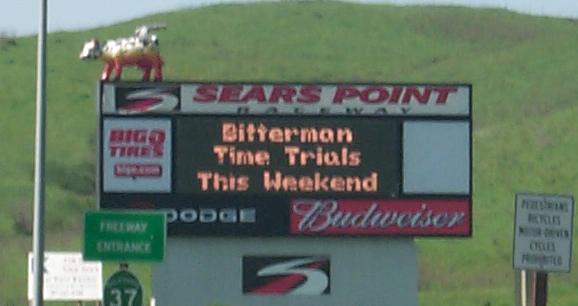 SEARS POINT
RACEWAY
BIG O
TIRES
bigo.com
Bitterman
Time Trials
This Weekend
DODGE
Budweiser
FREEWAY
ENTRANCE
37
PEDESTRIANS
BICYCLES
MOTOR-DRIVEN
CYCLES
PROHIBITED